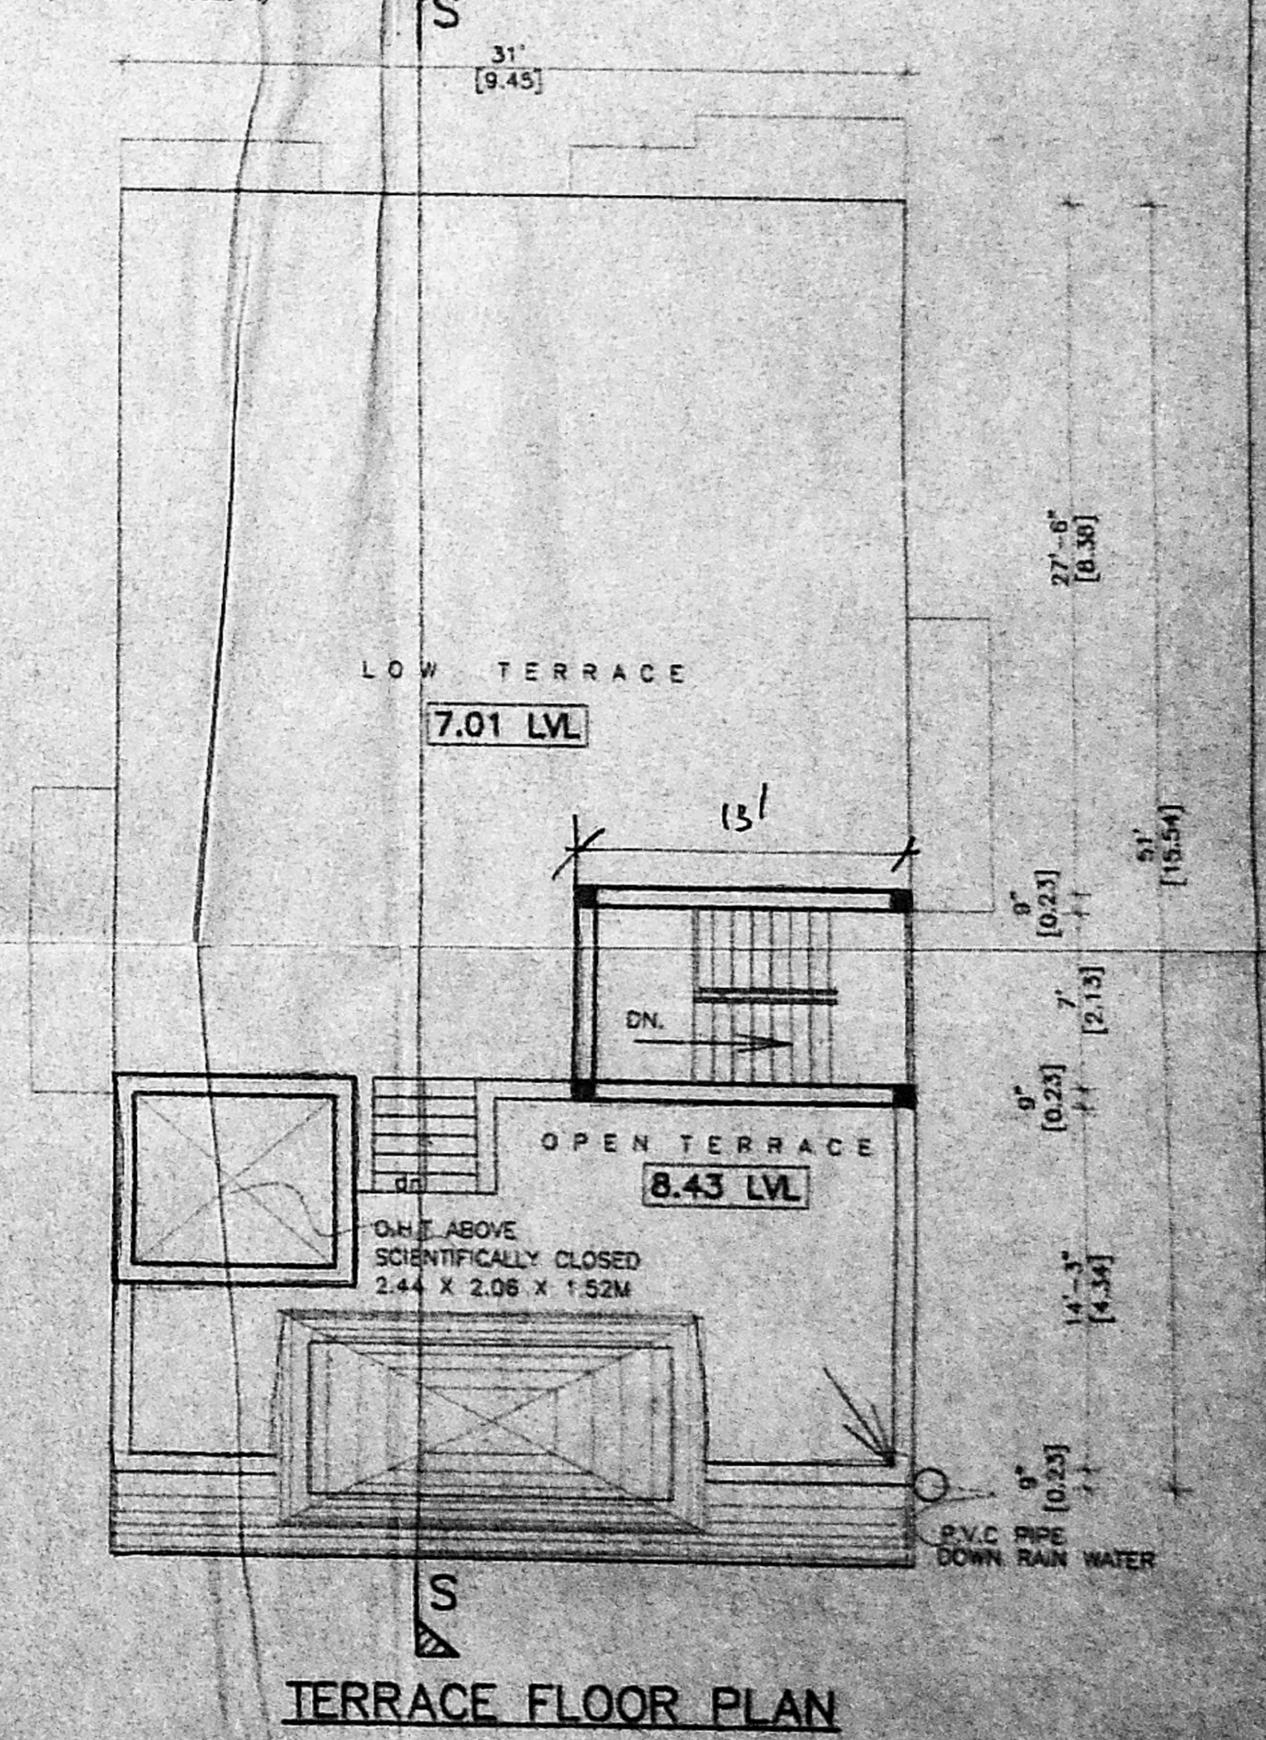 S
31'
[9.45]
27'-6"
[8.38]
LOW TERRACE
7.01 LVL
13'
51'
[15.54]
9"
[0.23]
7'
[2.13]
DN.
9"
[0.23]
OPEN TERRACE
8.43 LVL
dn
O.H.T. ABOVE
SCIENTIFICALLY CLOSED
2.44 X 2.06 X 1.52M
14'-3"
[4.34]
9"
[0.23]
P.V.C PIPE
DOWN RAIN WATER
S
TERRACE FLOOR PLAN